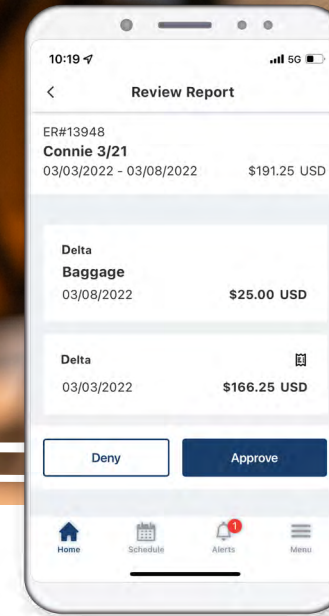 10:19 5G
Review Report
ER#13948
Connie 3/21
03/03/2022 - 03/08/2022 $191.25 USD
Delta
Baggage
03/08/2022 $25.00 USD
Delta
03/03/2022 $166.25 USD
Deny Approve
1
Home Schedule Alerts Menu